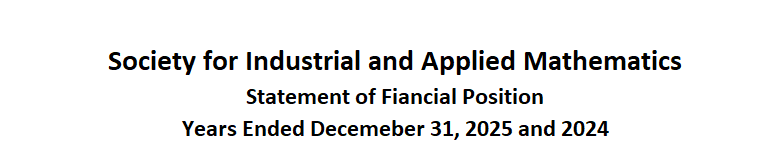 Society for Industrial and Applied Mathematics
Statement of Fiancial Position
Years Ended Decemeber 31, 2025 and 2024